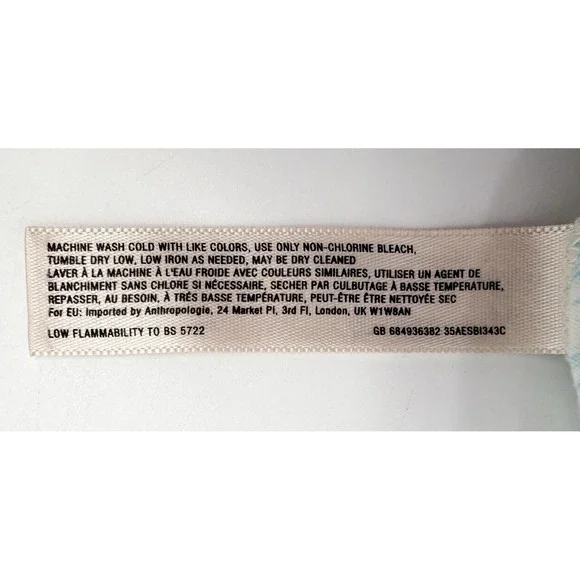 MACHINE WASH COLD WITH LIKE COLORS, USE ONLY NON-CHLORINE BLEACH,
TUMBLE DRY LOW, LOW IRON AS NEEDED, MAY BE DRY CLEANED
LAVER À LA MACHINE À L'EAU FROIDE AVEC COULEURS SIMILAIRES, UTILISER UN AGENT DE
BLANCHIMENT SANS CHLORE SI NÉCESSAIRE, SECHER PAR CULBUTAGE À BASSE TEMPÉRATURE,
REPASSER, AU BESOIN, À TRÉS BASSE TEMPÉRATURE, PEUT-ÊTRE ÊTRE NETTOYÉE SEC
For EU: Imported by Anthropologie, 24 Market Pl, 3rd Fl, London, UK W1W8AN
LOW FLAMMABILITY TO BS 5722 GB 684936382 35AESBI343C